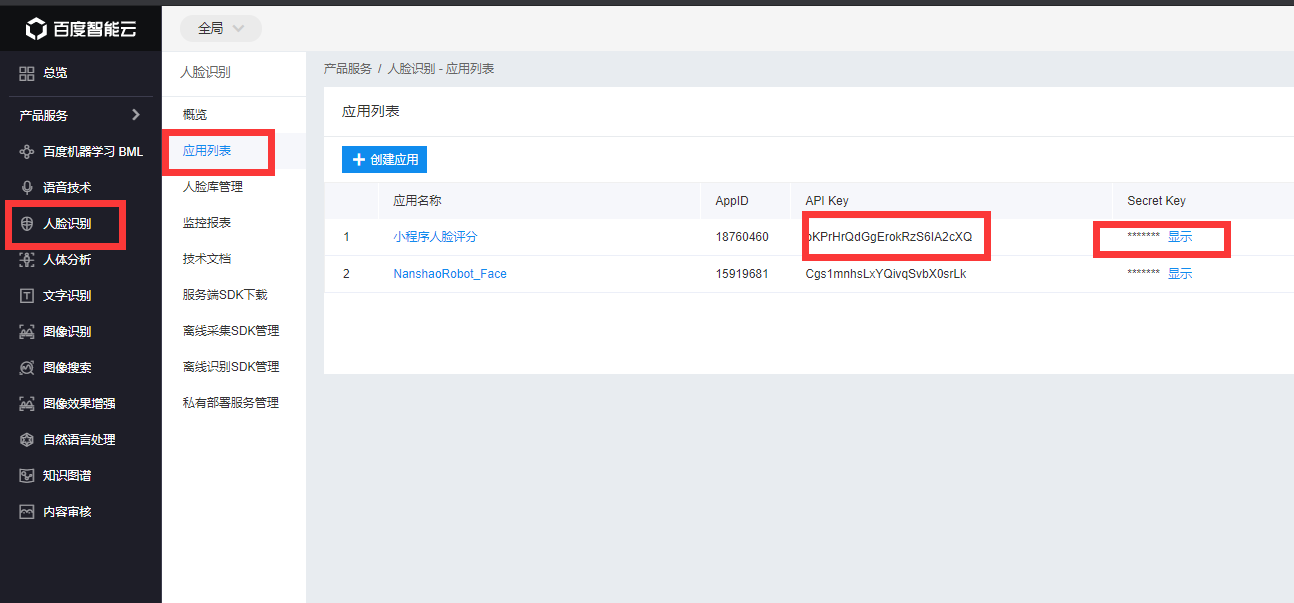 百度智能云
全局
总览
产品服务
百度机器学习 BML
语音技术
人脸识别
人体分析
文字识别
图像识别
图像搜索
图像效果增强
自然语言处理
知识图谱
内容审核
人脸识别
概览
应用列表
人脸库管理
监控报表
技术文档
服务端SDK下载
离线采集SDK管理
离线识别SDK管理
私有部署服务管理
产品服务 / 人脸识别 - 应用列表
应用列表
创建应用
应用名称 AppID API Key Secret Key
1 小程序人脸评分 18760460 KPrHrQdGgErokRzS6IA2cXQ ******* 显示
2 NanshaoRobot_Face 15919681 Cgs1mnhsLxYQivqSvbX0srLk ******* 显示